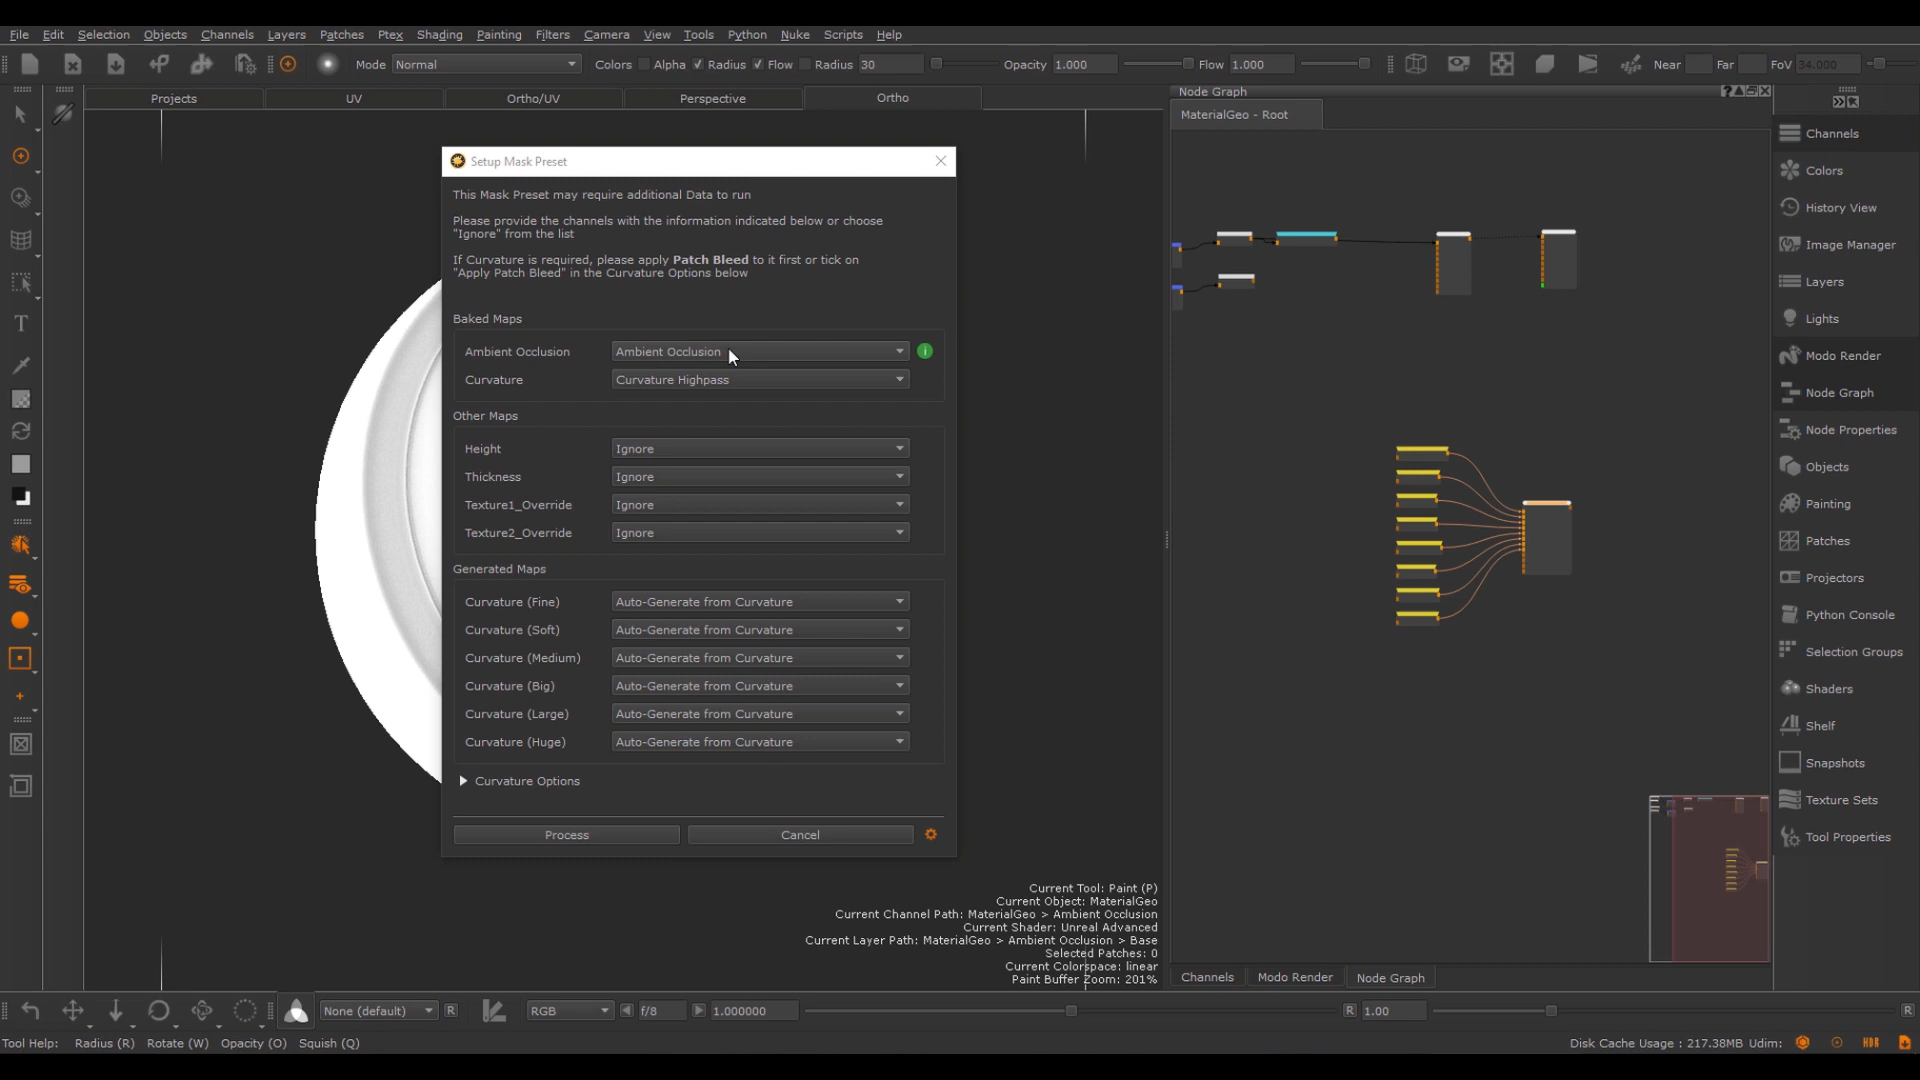 File Edit Selection Objects Channels Layers Patches Ptex Shading Painting Filters Camera View Tools Python Nuke Scripts Help
Mode Normal Colors Alpha Radius Flow Radius 30 Opacity 1.000 Flow 1.000 Near Far FoV 34.000
Projects UV Ortho/UV Perspective Ortho
Node Graph
MaterialGeo - Root
Setup Mask Preset
This Mask Preset may require additional Data to run
Please provide the channels with the information indicated below or choose
"Ignore" from the list
If Curvature is required, please apply Patch Bleed to it first or tick on
"Apply Patch Bleed" in the Curvature Options below
Baked Maps
Ambient Occlusion Ambient Occlusion
Curvature Curvature Highpass
Other Maps
Height Ignore
Thickness Ignore
Texture1_Override Ignore
Texture2_Override Ignore
Generated Maps
Curvature (Fine) Auto-Generate from Curvature
Curvature (Soft) Auto-Generate from Curvature
Curvature (Medium) Auto-Generate from Curvature
Curvature (Big) Auto-Generate from Curvature
Curvature (Large) Auto-Generate from Curvature
Curvature (Huge) Auto-Generate from Curvature
Curvature Options
Process Cancel
Current Tool: Paint (P)
Current Object: MaterialGeo
Current Channel Path: MaterialGeo > Ambient Occlusion
Current Shader: Unreal Advanced
Current Layer Path: MaterialGeo > Ambient Occlusion > Base
Selected Patches: 0
Current Colorspace: linear
Paint Buffer Zoom: 201%
Channels Modo Render Node Graph
Channels
Colors
History View
Image Manager
Layers
Lights
Modo Render
Node Graph
Node Properties
Objects
Painting
Patches
Projectors
Python Console
Selection Groups
Shaders
Shelf
Snapshots
Texture Sets
Tool Properties
None (default) R RGB f/8 1.000000 R 1.00 R
Tool Help: Radius (R) Rotate (W) Opacity (O) Squish (Q) Disk Cache Usage : 217.38MB Udim: HDR